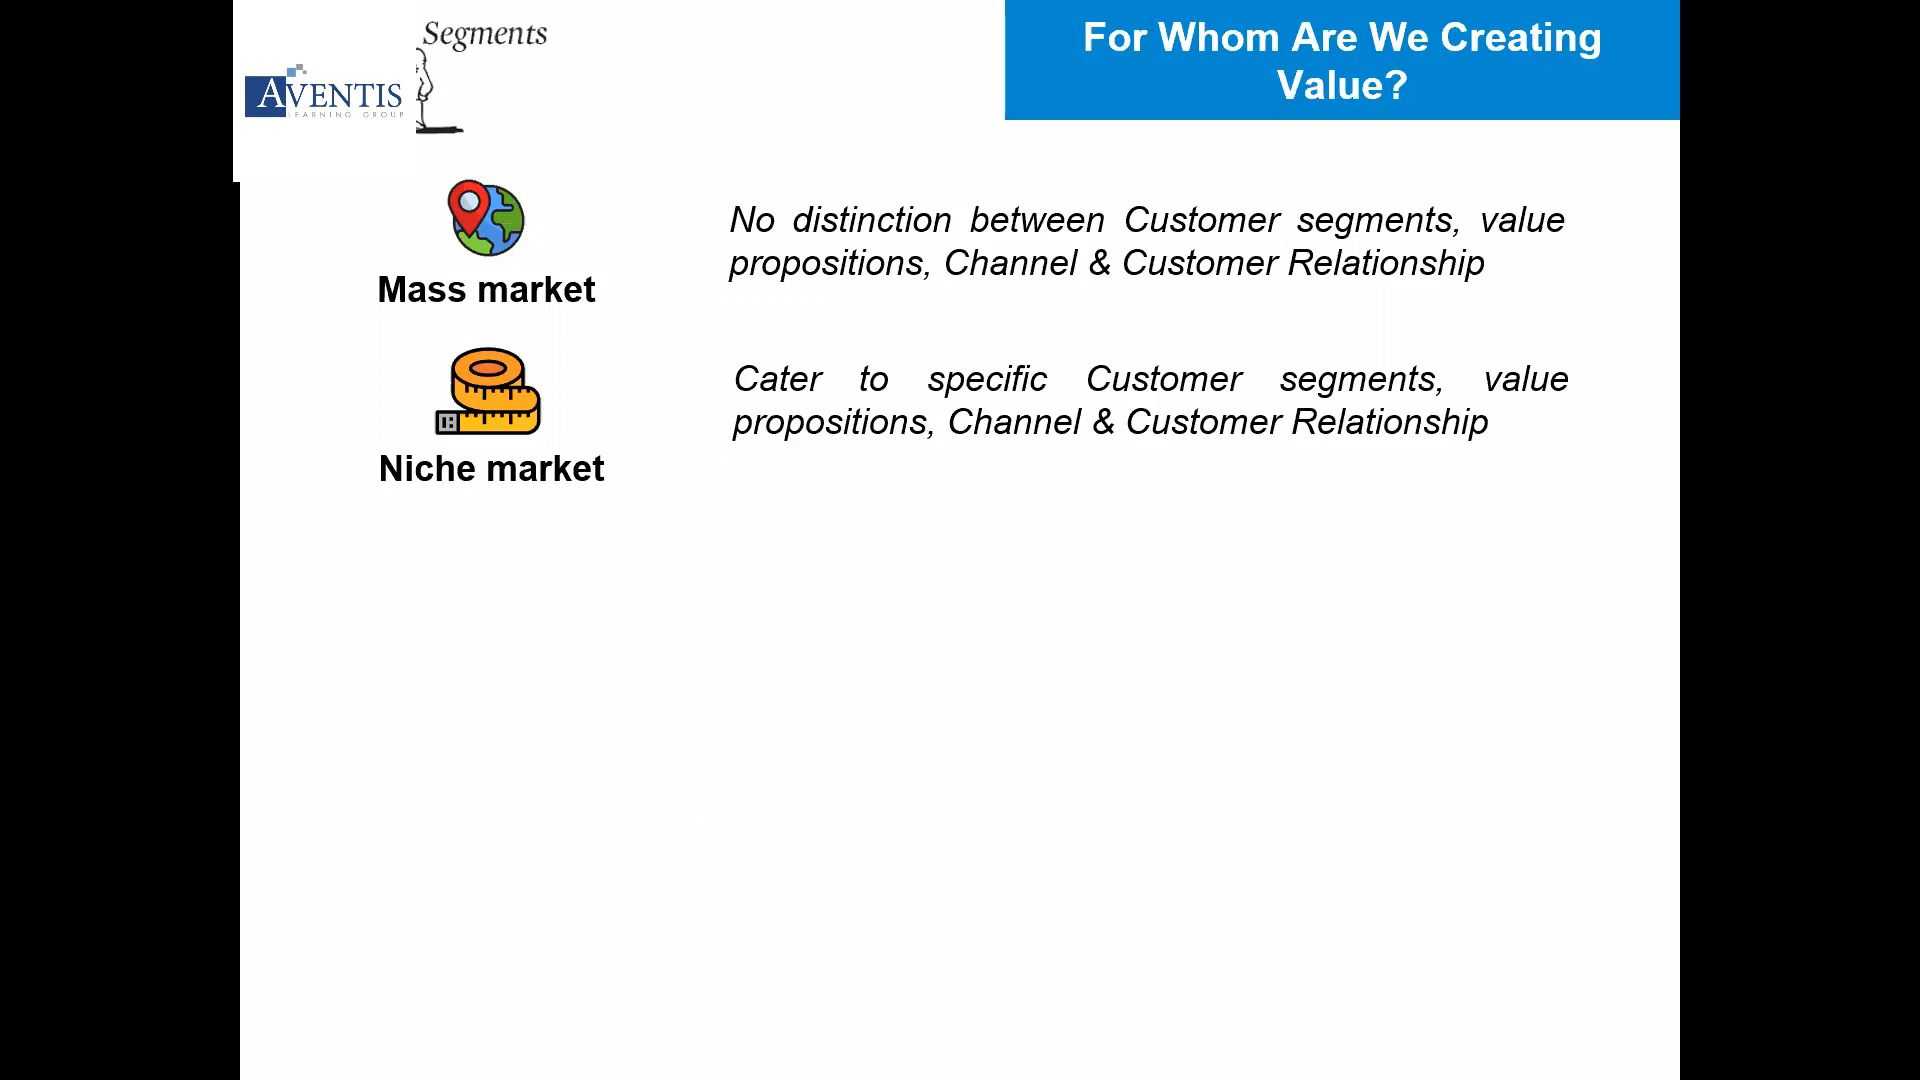 Segments
AVENTIS
LEARNING GROUP
For Whom Are We Creating
Value?
No distinction between Customer segments, value
propositions, Channel & Customer Relationship
Mass market
Cater to specific Customer segments, value
propositions, Channel & Customer Relationship
Niche market